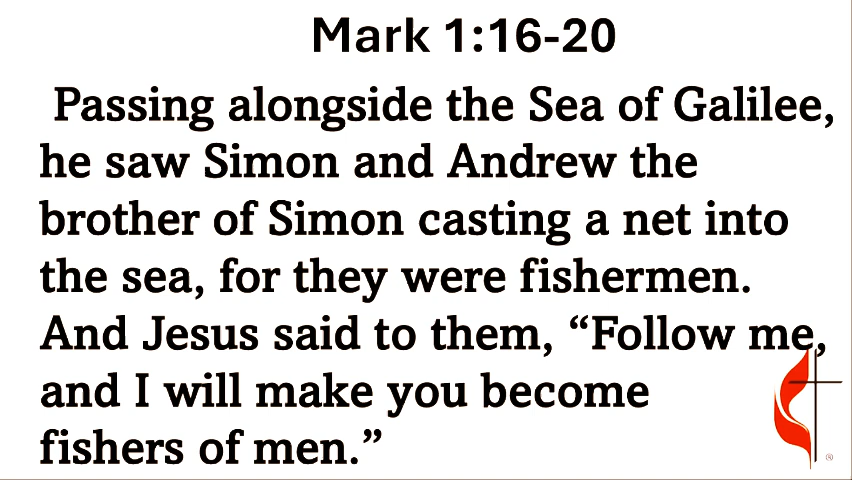 Mark 1:16-20
Passing alongside the Sea of Galilee,
he saw Simon and Andrew the
brother of Simon casting a net into
the sea, for they were fishermen.
And Jesus said to them, “Follow me,
and I will make you become
fishers of men.”
®